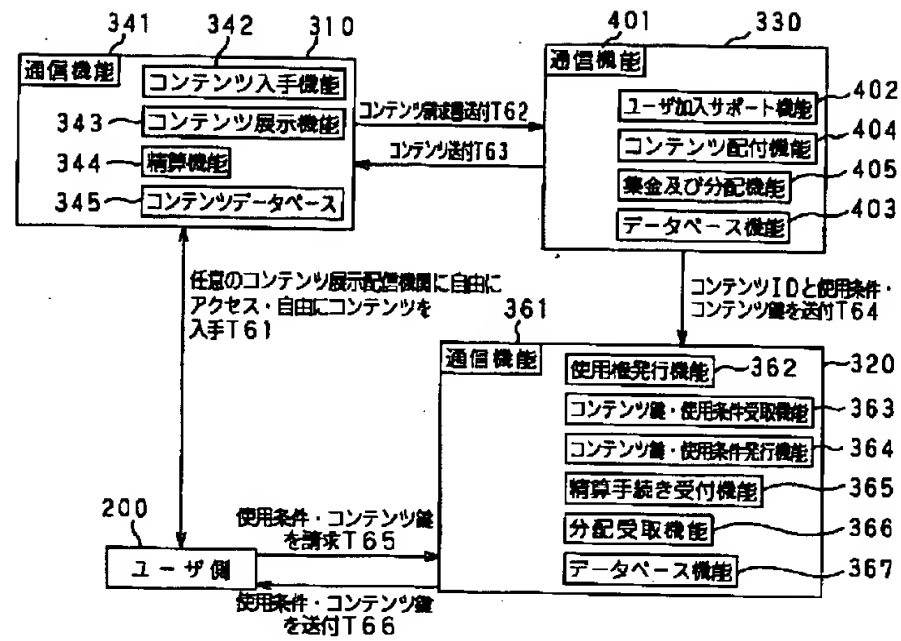 341
342
310
通信機能
コンテンツ入手機能
343
コンテンツ展示機能
344
精算機能
345
コンテンツデータベース
コンテンツ請求書送付T62
コンテンツ送付T63
401
330
通信機能
ユーザ加入サポート機能
402
コンテンツ配付機能
404
集金及び分配機能
405
データベース機能
403
任意のコンテンツ展示配信機関に自由に
アクセス・自由にコンテンツを
入手T61
コンテンツIDと使用条件・
コンテンツ鍵を送付T64
361
320
通信機能
使用権発行機能
362
コンテンツ鍵・使用条件受取機能
363
コンテンツ鍵・使用条件発行機能
364
精算手続き受付機能
365
分配受取機能
366
データベース機能
367
200
ユーザ側
使用条件・コンテンツ鍵
を請求T65
使用条件・コンテンツ鍵
を送付T66